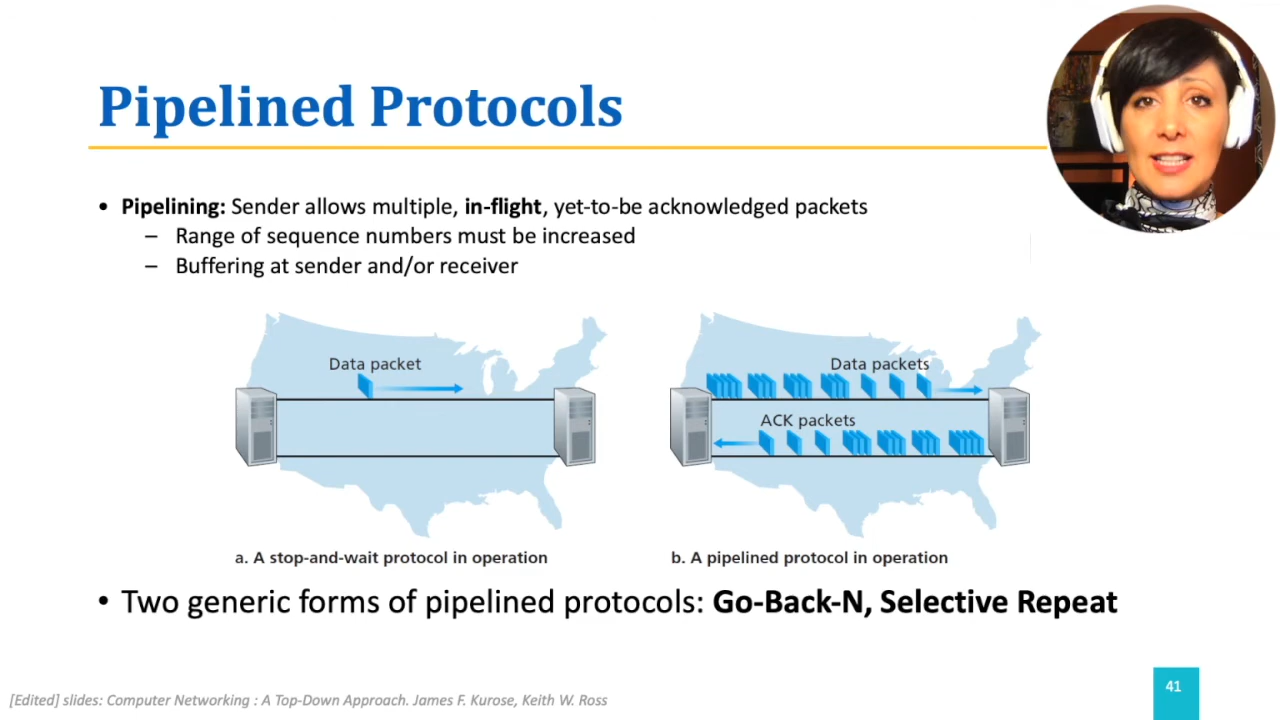 Pipelined Protocols
• Pipelining: Sender allows multiple, in-flight, yet-to-be acknowledged packets
– Range of sequence numbers must be increased
– Buffering at sender and/or receiver
Data packet
Data packets
ACK packets
a. A stop-and-wait protocol in operation
b. A pipelined protocol in operation
• Two generic forms of pipelined protocols: Go-Back-N, Selective Repeat
[Edited] slides: Computer Networking : A Top-Down Approach. James F. Kurose, Keith W. Ross
41